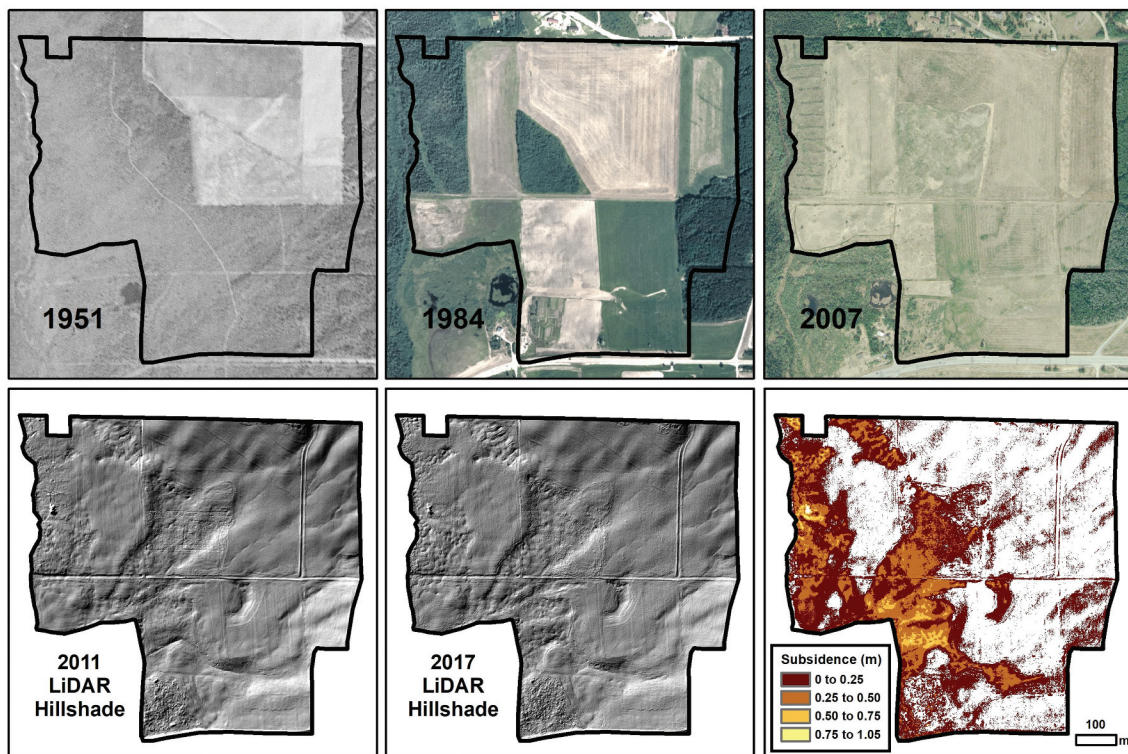 1951
1984
2007
2011
LiDAR
Hillshade
2017
LiDAR
Hillshade
Subsidence (m)
0 to 0.25
0.25 to 0.50
0.50 to 0.75
0.75 to 1.05
100
m